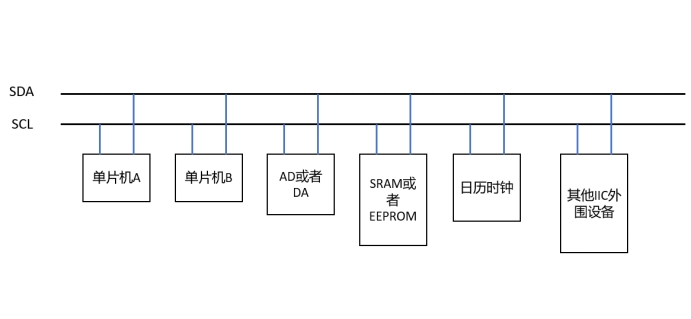 SDA
SCL
单片机A
单片机B
AD或者
DA
SRAM或
者
EEPROM
日历时钟
其他IIC外
围设备